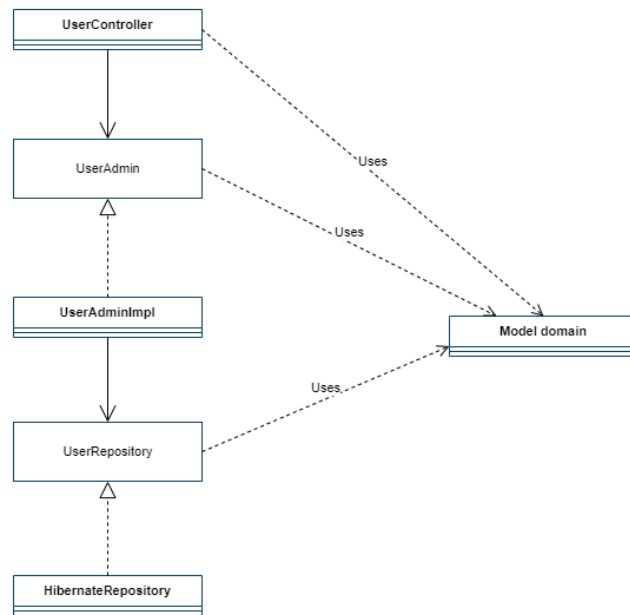 UserController
Uses
UserAdmin
Uses
UserAdminImpl
Model domain
Uses
UserRepository
HibernateRepository